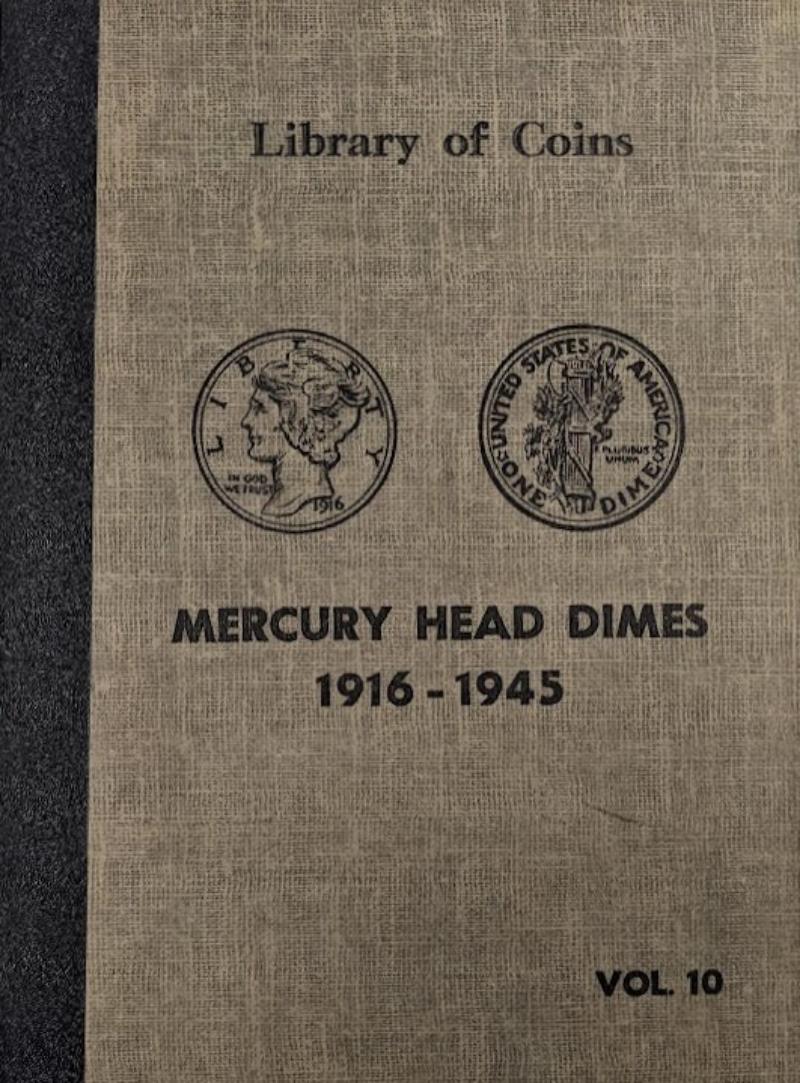 Library of Coins
LIBERTY
IN GOD
WE TRUST
1916
UNITED STATES OF AMERICA
E PLURIBUS
UNUM
ONE DIME
MERCURY HEAD DIMES
1916 - 1945
VOL. 10